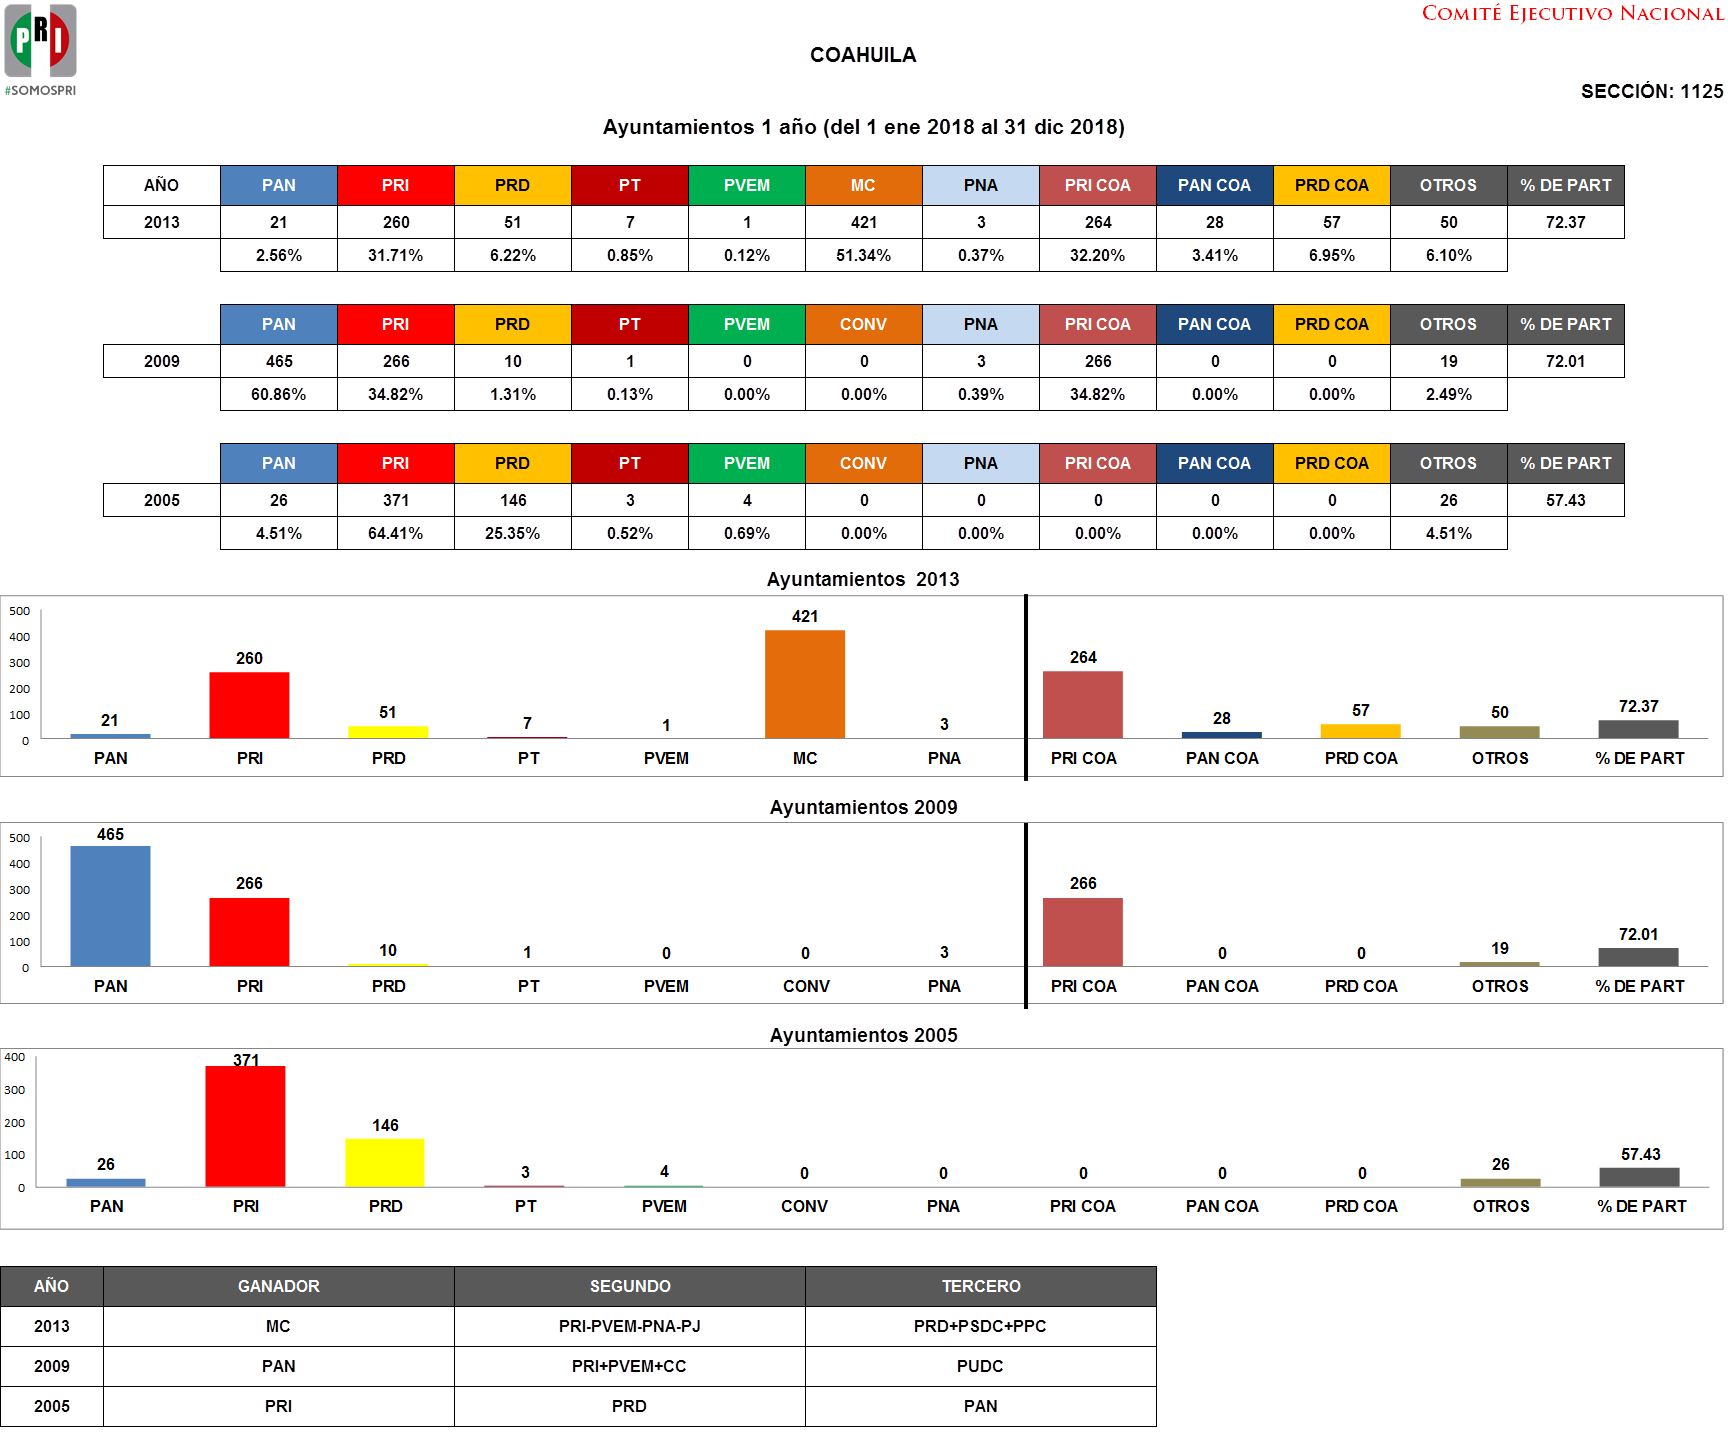 PRI
#SOMOSPRI
COMITÉ EJECUTIVO NACIONAL
COAHUILA
SECCIÓN: 1125
Ayuntamientos 1 año (del 1 ene 2018 al 31 dic 2018)
AÑO PAN PRI PRD PT PVEM MC PNA PRI COA PAN COA PRD COA OTROS % DE PART
2013 21 260 51 7 1 421 3 264 28 57 50 72.37
2.56% 31.71% 6.22% 0.85% 0.12% 51.34% 0.37% 32.20% 3.41% 6.95% 6.10%
PAN PRI PRD PT PVEM CONV PNA PRI COA PAN COA PRD COA OTROS % DE PART
2009 465 266 10 1 0 0 3 266 0 0 19 72.01
60.86% 34.82% 1.31% 0.13% 0.00% 0.00% 0.39% 34.82% 0.00% 0.00% 2.49%
PAN PRI PRD PT PVEM CONV PNA PRI COA PAN COA PRD COA OTROS % DE PART
2005 26 371 146 3 4 0 0 0 0 0 26 57.43
4.51% 64.41% 25.35% 0.52% 0.69% 0.00% 0.00% 0.00% 0.00% 0.00% 4.51%
Ayuntamientos 2013
500
400
300
200
100
0
21 260 51 7 1 421 3 264 28 57 50 72.37
PAN PRI PRD PT PVEM MC PNA PRI COA PAN COA PRD COA OTROS % DE PART
Ayuntamientos 2009
500
400
300
200
100
0
465 266 10 1 0 0 3 266 0 0 19 72.01
PAN PRI PRD PT PVEM CONV PNA PRI COA PAN COA PRD COA OTROS % DE PART
Ayuntamientos 2005
400
300
200
100
0
26 371 146 3 4 0 0 0 0 0 26 57.43
PAN PRI PRD PT PVEM CONV PNA PRI COA PAN COA PRD COA OTROS % DE PART
AÑO GANADOR SEGUNDO TERCERO
2013 MC PRI-PVEM-PNA-PJ PRD+PSDC+PPC
2009 PAN PRI+PVEM+CC PUDC
2005 PRI PRD PAN